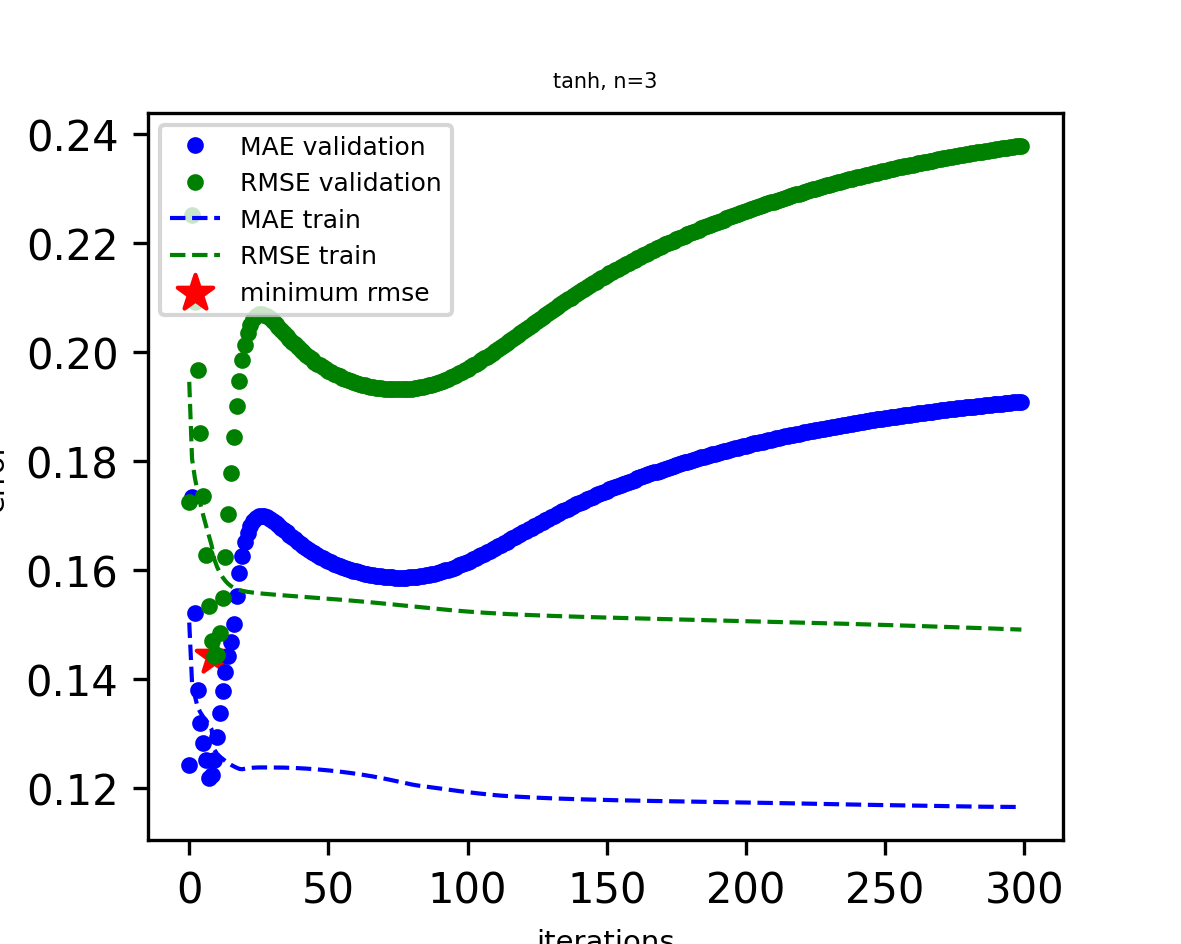 tanh, n=3
0.24
0.22
0.20
0.18
0.16
0.14
0.12
MAE validation
RMSE validation
MAE train
RMSE train
minimum rmse
0 50 100 150 200 250 300
iterations